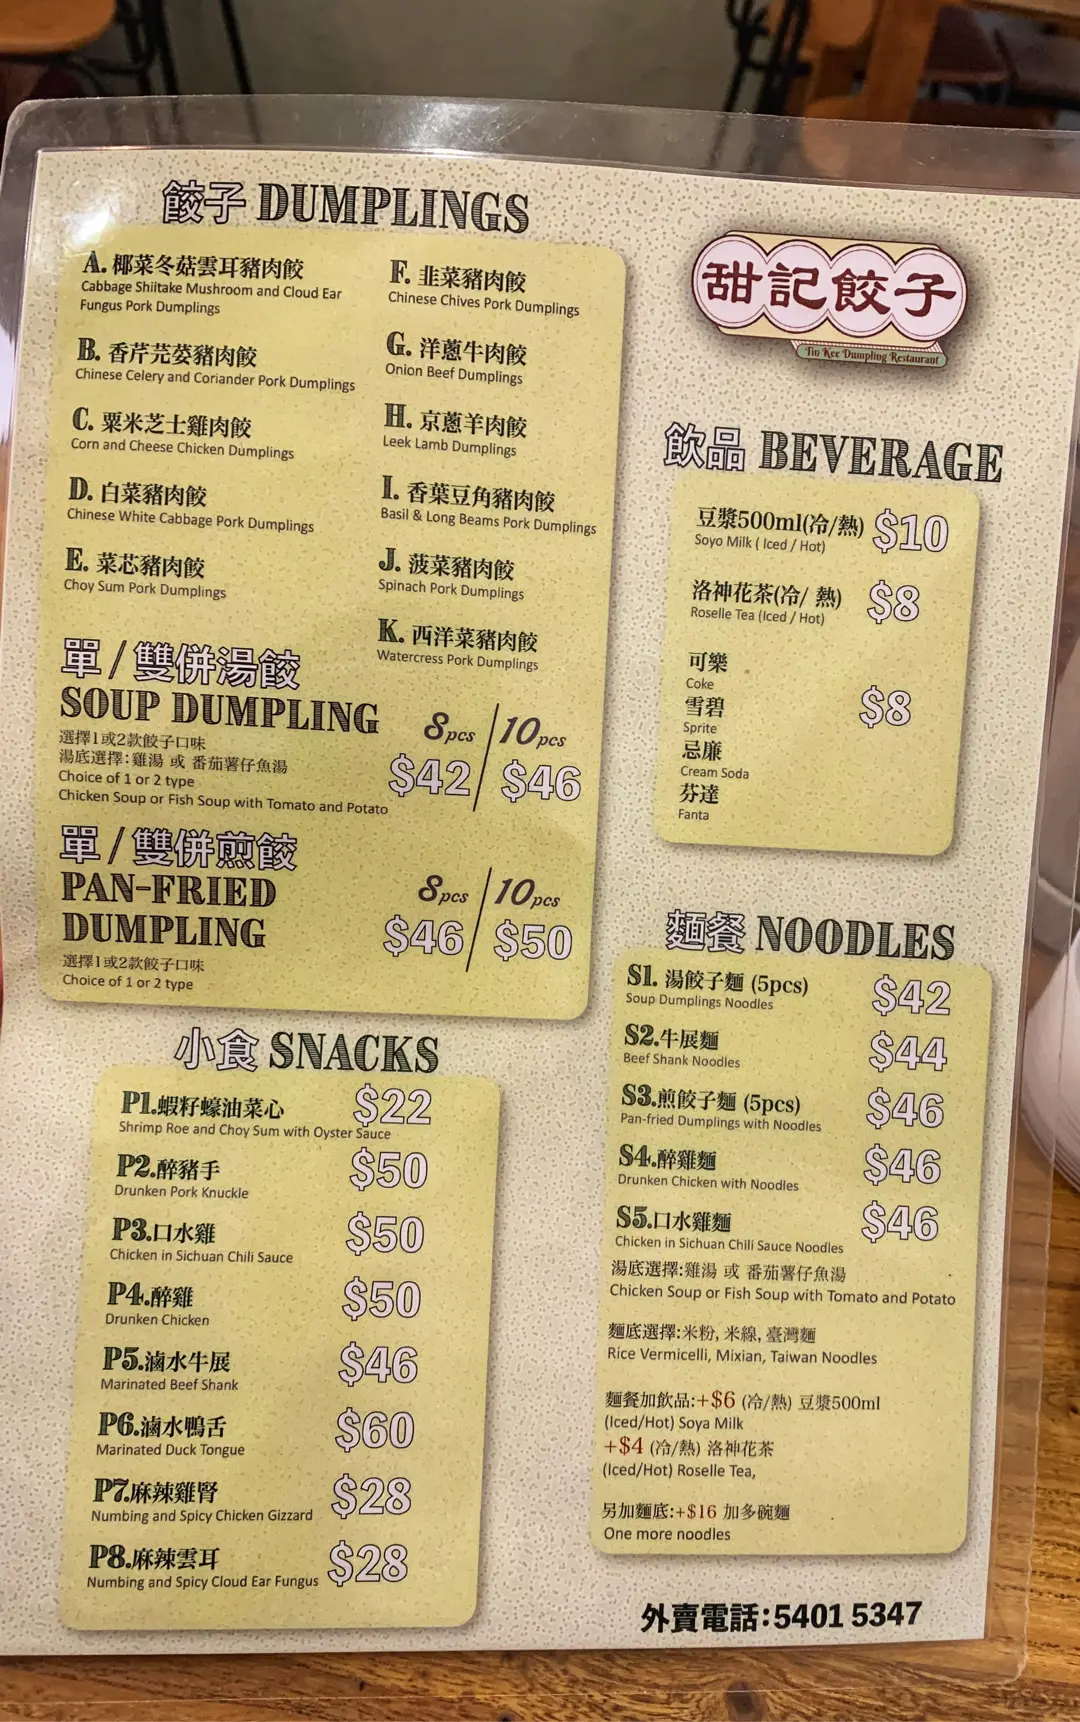 餃子 DUMPLINGS
A. 椰菜冬菇雲耳豬肉餃
Cabbage Shiitake Mushroom and Cloud Ear
Fungus Pork Dumplings
B. 香芹芫荽豬肉餃
Chinese Celery and Coriander Pork Dumplings
C. 粟米芝士雞肉餃
Corn and Cheese Chicken Dumplings
D. 白菜豬肉餃
Chinese White Cabbage Pork Dumplings
E. 菜芯豬肉餃
Choy Sum Pork Dumplings
F. 韭菜豬肉餃
Chinese Chives Pork Dumplings
G. 洋蔥牛肉餃
Onion Beef Dumplings
H. 京蔥羊肉餃
Leek Lamb Dumplings
I. 香葉豆角豬肉餃
Basil & Long Beams Pork Dumplings
J. 菠菜豬肉餃
Spinach Pork Dumplings
K. 西洋菜豬肉餃
Watercress Pork Dumplings
單 / 雙併湯餃
SOUP DUMPLING
選擇1或2款餃子口味
湯底選擇:雞湯 或 番茄薯仔魚湯
Choice of 1 or 2 type
Chicken Soup or Fish Soup with Tomato and Potato
8pcs / 10pcs
$42 / $46
單 / 雙併煎餃
PAN-FRIED
DUMPLING
選擇1或2款餃子口味
Choice of 1 or 2 type
8pcs / 10pcs
$46 / $50
小食 SNACKS
P1.蝦籽蠔油菜心 $22
Shrimp Roe and Choy Sum with Oyster Sauce
P2.醉豬手 $50
Drunken Pork Knuckle
P3.口水雞 $50
Chicken in Sichuan Chili Sauce
P4.醉雞 $50
Drunken Chicken
P5.滷水牛展 $46
Marinated Beef Shank
P6.滷水鴨舌 $60
Marinated Duck Tongue
P7.麻辣雞腎 $28
Numbing and Spicy Chicken Gizzard
P8.麻辣雲耳 $28
Numbing and Spicy Cloud Ear Fungus
甜記餃子
Tin Kee Dumpling Restaurant
飲品 BEVERAGE
豆漿500ml(冷/熱) $10
Soyo Milk ( Iced / Hot)
洛神花茶(冷/ 熱) $8
Roselle Tea (Iced / Hot)
可樂
Coke
雪碧 $8
Sprite
忌廉
Cream Soda
芬達
Fanta
麵餐 NOODLES
S1. 湯餃子麵 (5pcs) $42
Soup Dumplings Noodles
S2.牛展麵 $44
Beef Shank Noodles
S3.煎餃子麵 (5pcs) $46
Pan-fried Dumplings with Noodles
S4.醉雞麵 $46
Drunken Chicken with Noodles
S5.口水雞麵 $46
Chicken in Sichuan Chili Sauce Noodles
湯底選擇:雞湯 或 番茄薯仔魚湯
Chicken Soup or Fish Soup with Tomato and Potato
麵底選擇:米粉, 米線, 臺灣麵
Rice Vermicelli, Mixian, Taiwan Noodles
麵餐加飲品:+$6 (冷/熱) 豆漿500ml
(Iced/Hot) Soya Milk
+$4 (冷/熱) 洛神花茶
(Iced/Hot) Roselle Tea,
另加麵底:+$16 加多碗麵
One more noodles
外賣電話:5401 5347